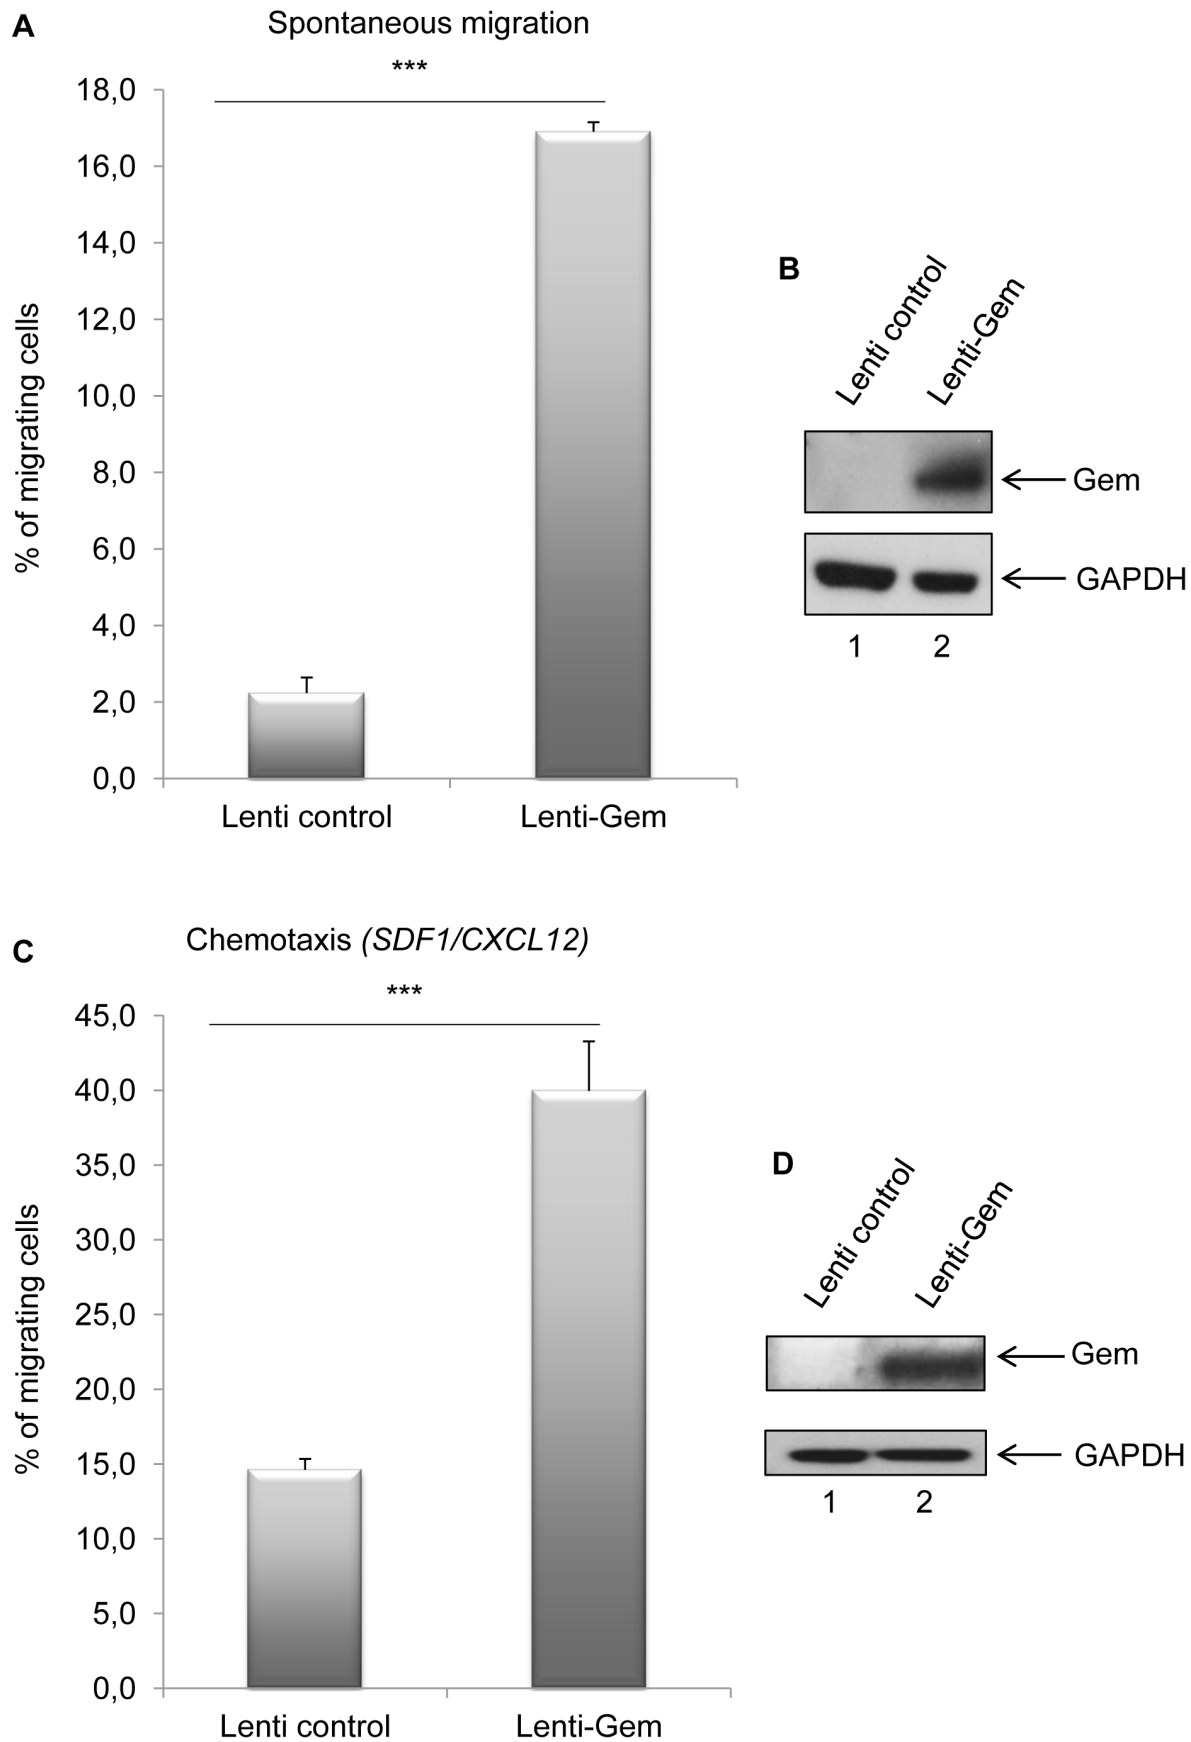 A
Spontaneous migration
***
18,0
16,0
14,0
12,0
10,0
8,0
6,0
4,0
2,0
0,0
% of migrating cells
Lenti control
Lenti-Gem
B
Lenti control
Lenti-Gem
Gem
GAPDH
1 2
C
Chemotaxis (SDF1/CXCL12)
***
45,0
40,0
35,0
30,0
25,0
20,0
15,0
10,0
5,0
0,0
% of migrating cells
Lenti control
Lenti-Gem
D
Lenti control
Lenti-Gem
Gem
GAPDH
1 2